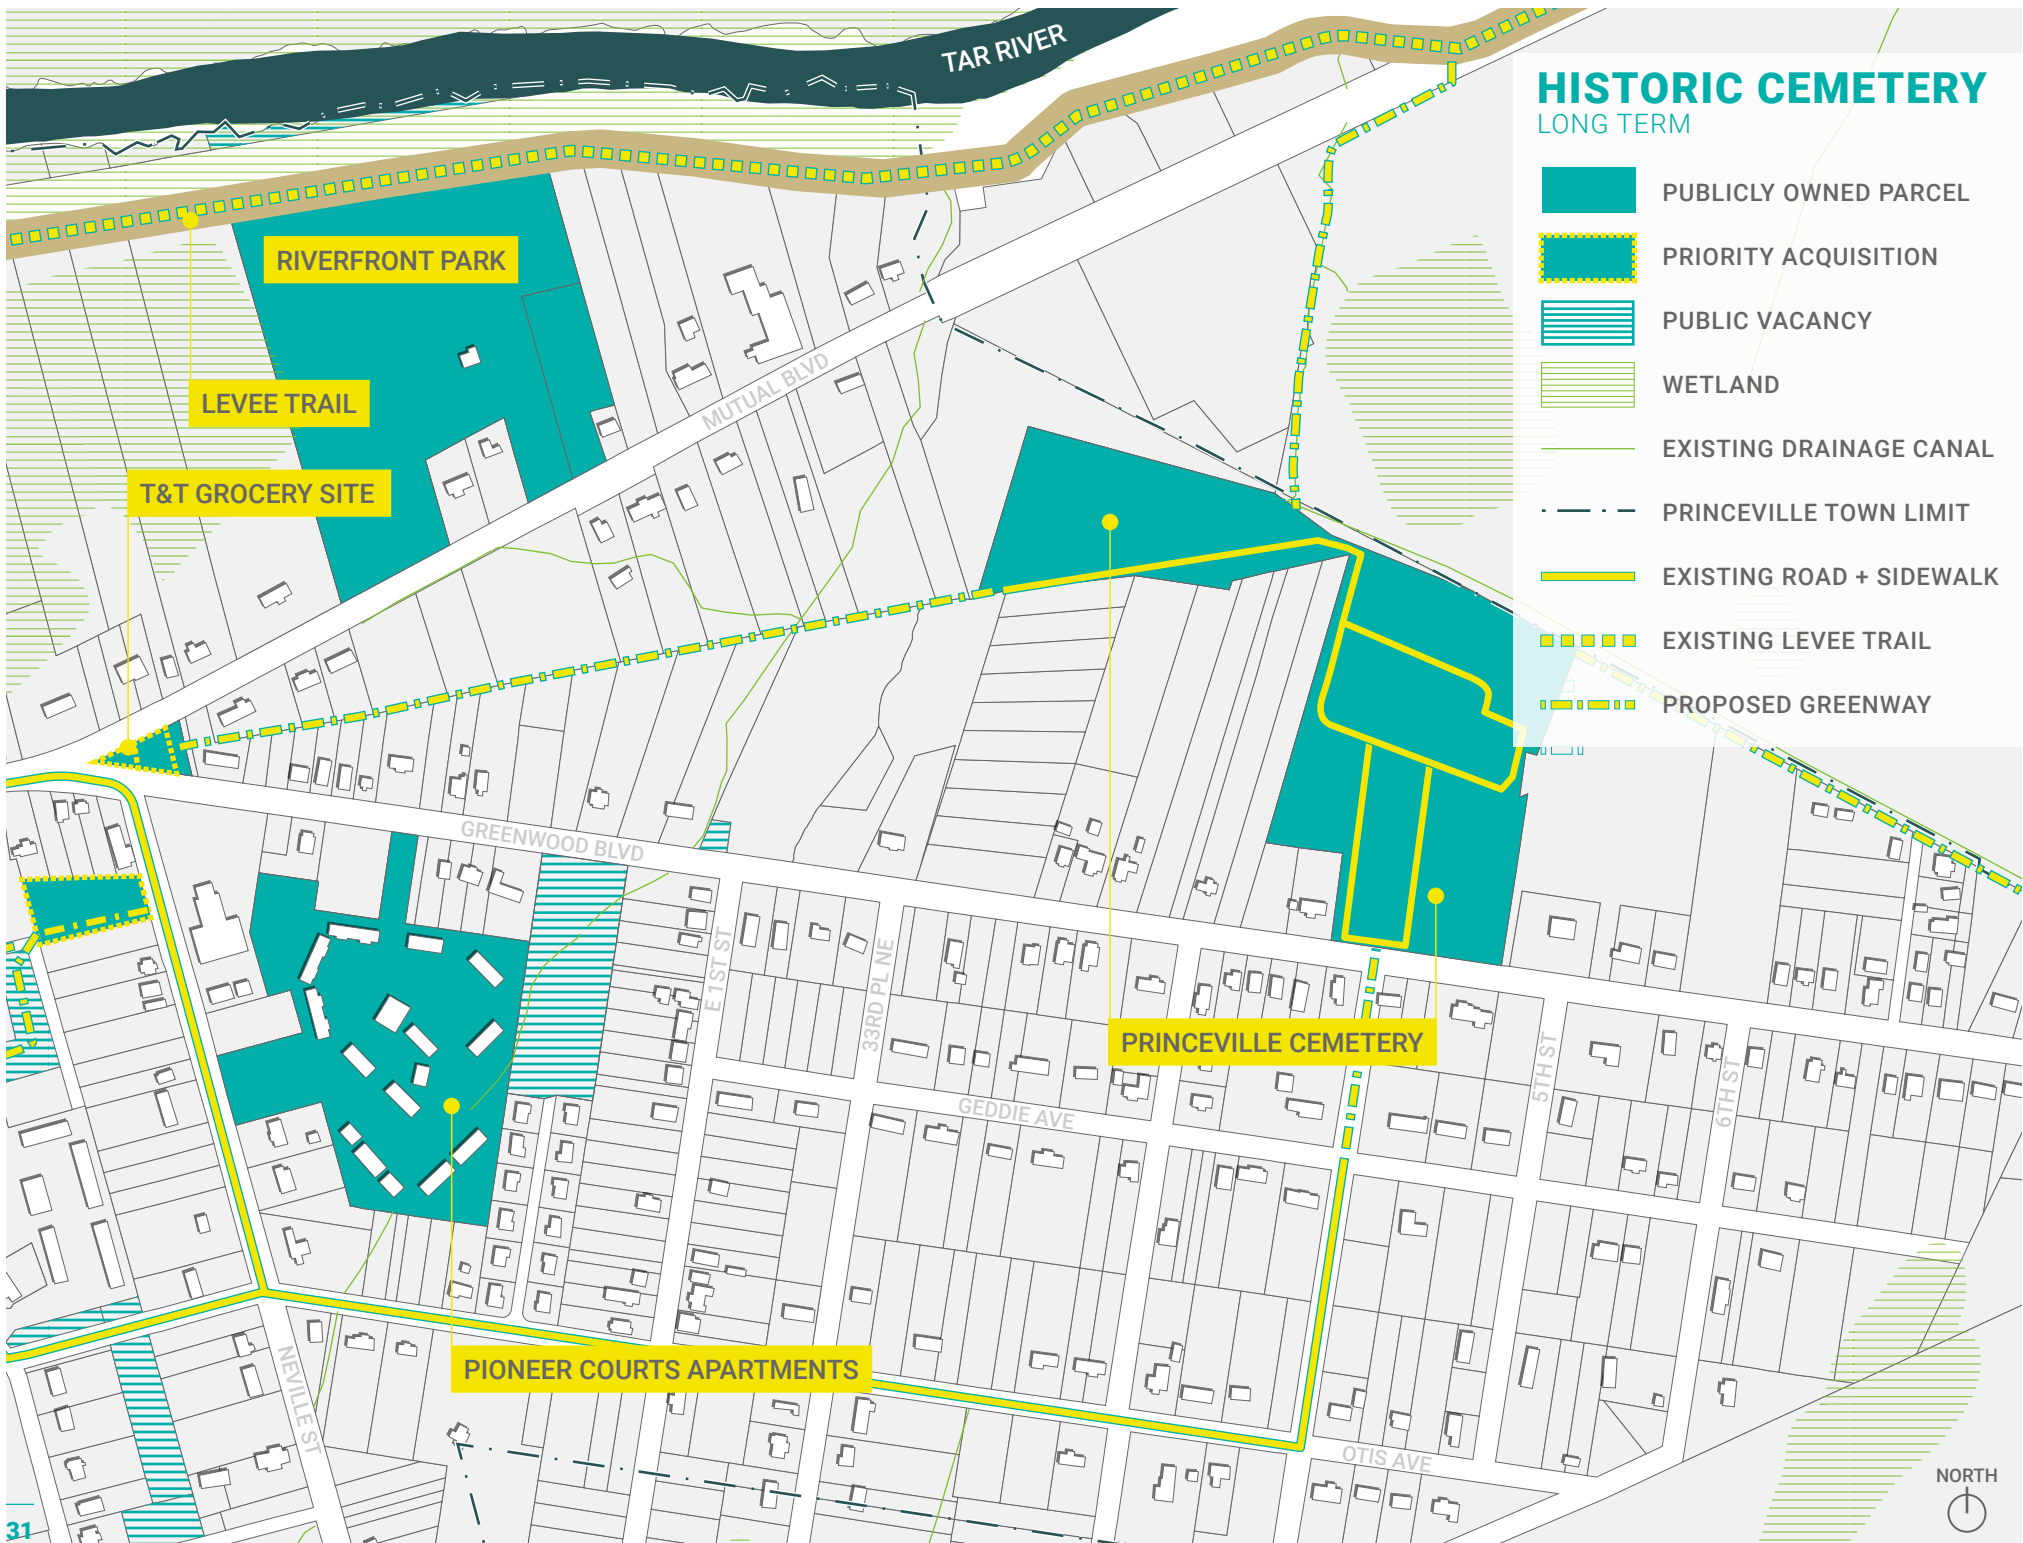 TAR RIVER
HISTORIC CEMETERY
LONG TERM
PUBLICLY OWNED PARCEL
PRIORITY ACQUISITION
PUBLIC VACANCY
WETLAND
EXISTING DRAINAGE CANAL
PRINCEVILLE TOWN LIMIT
EXISTING ROAD + SIDEWALK
EXISTING LEVEE TRAIL
PROPOSED GREENWAY
RIVERFRONT PARK
LEVEE TRAIL
MUTUAL BLVD
T&T GROCERY SITE
GREENWOOD BLVD
E 1ST ST
33RD PL NE
PRINCEVILLE CEMETERY
5TH ST
6TH ST
GEDDIE AVE
PIONEER COURTS APARTMENTS
NEVILLE ST
OTIS AVE
NORTH
31